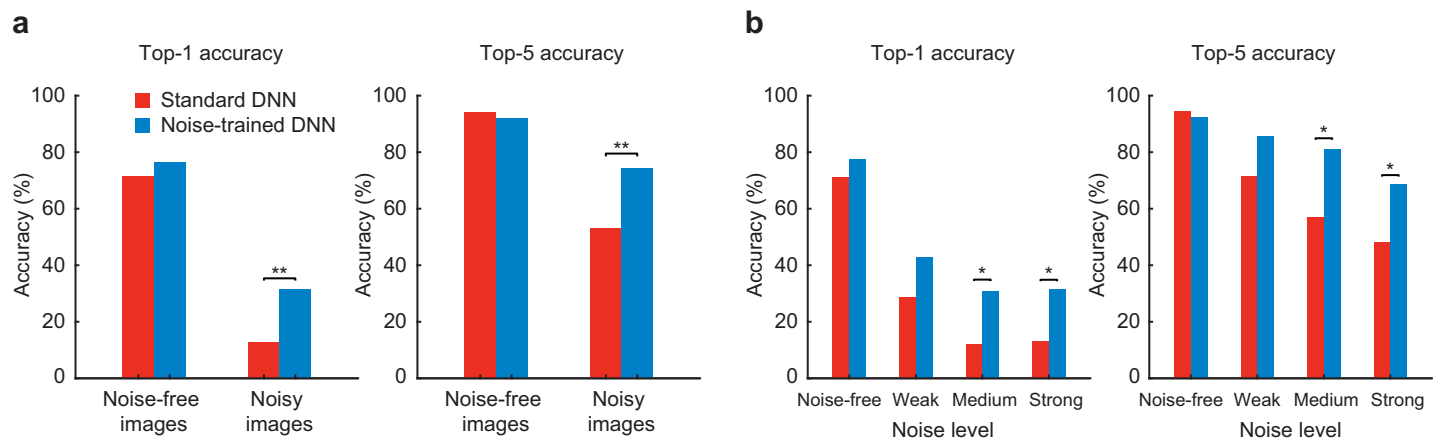 a
Top-1 accuracy
Accuracy (%)
100
80
60
40
20
0
Standard DNN
Noise-trained DNN
**
Noise-free
images
Noisy
images
Top-5 accuracy
Accuracy (%)
100
80
60
40
20
0
**
Noise-free
images
Noisy
images
b
Top-1 accuracy
Accuracy (%)
100
80
60
40
20
0
*
*
Noise-free Weak Medium Strong
Noise level
Top-5 accuracy
Accuracy (%)
100
80
60
40
20
0
*
*
Noise-free Weak Medium Strong
Noise level